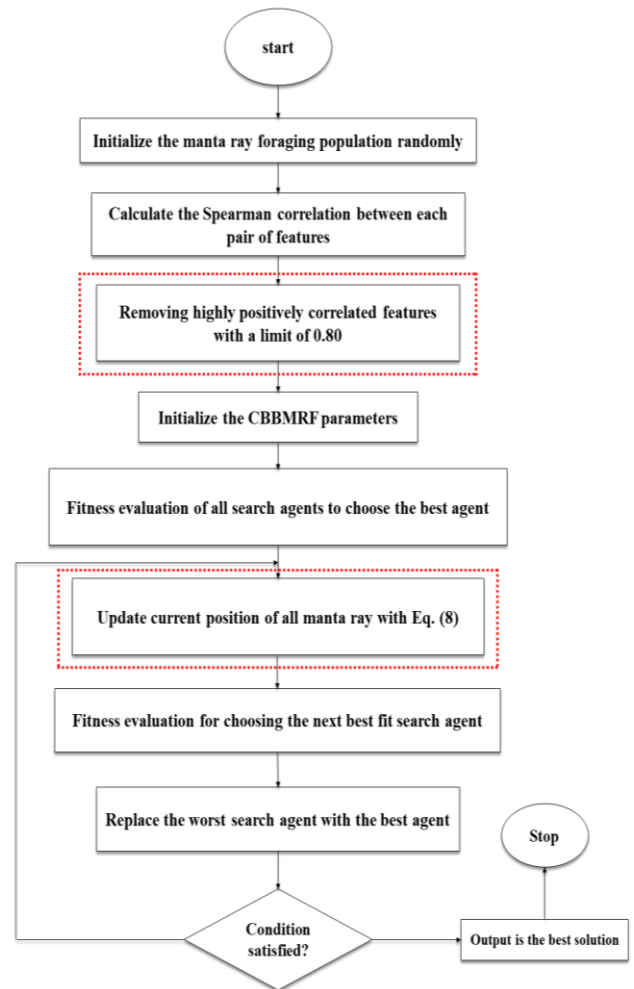 start
Initialize the manta ray foraging population randomly
Calculate the Spearman correlation between each
pair of features
Removing highly positively correlated features
with a limit of 0.80
Initialize the CBBMRF parameters
Fitness evaluation of all search agents to choose the best agent
Update current position of all manta ray with Eq. (8)
Fitness evaluation for choosing the next best fit search agent
Replace the worst search agent with the best agent
Condition
satisfied?
Output is the best solution
Stop